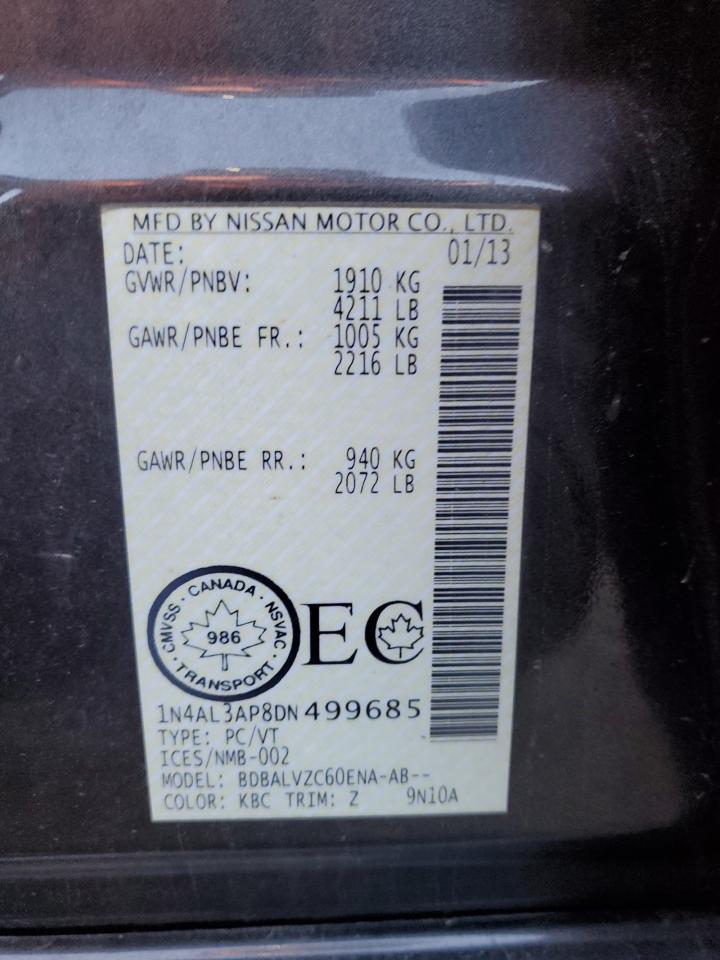 MFD BY NISSAN MOTOR CO., LTD.
DATE: 01/13
GVWR/PNBV: 1910 KG
4211 LB
GAWR/PNBE FR.: 1005 KG
2216 LB
GAWR/PNBE RR.: 940 KG
2072 LB
CMVSS · CANADA · NSVAC · TRANSPORT ·
986
EC
1N4AL3AP8DN499685
TYPE: PC/VT
ICES/NMB-002
MODEL: BDBALVZC60ENA-AB--
COLOR: KBC TRIM: Z 9N10A